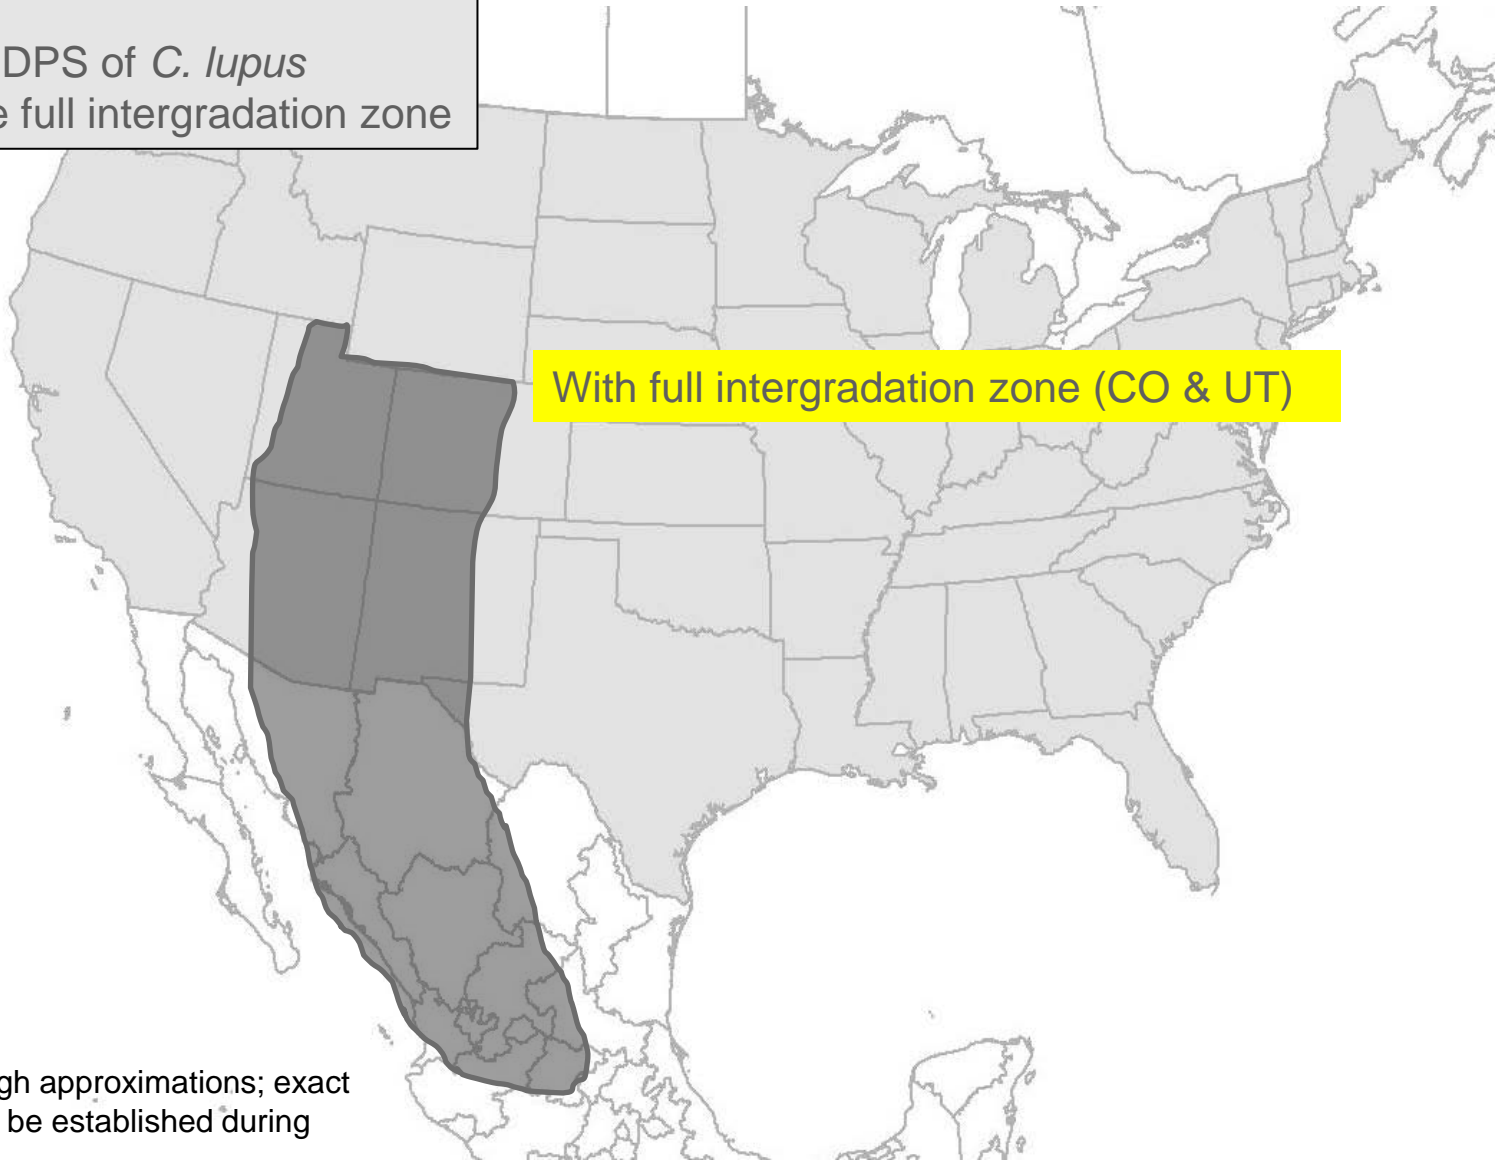 DPS of C. lupus
e full intergradation zone
With full intergradation zone (CO & UT)
gh approximations; exact
be established during